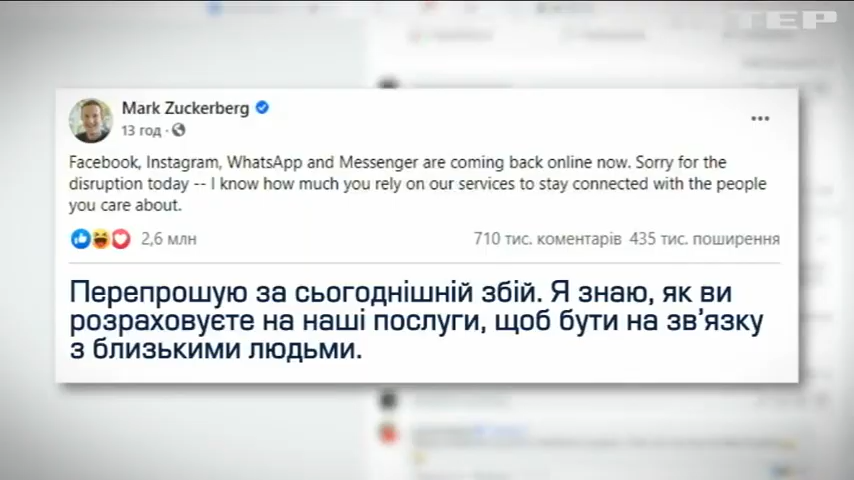 ТЕР
Mark Zuckerberg
13 год ·
Facebook, Instagram, WhatsApp and Messenger are coming back online now. Sorry for the
disruption today -- I know how much you rely on our services to stay connected with the people
you care about.
2,6 млн 710 тис. коментарів 435 тис. поширення
Перепрошую за сьогоднішній збій. Я знаю, як ви
розраховуєте на наші послуги, щоб бути на зв’язку
з близькими людьми.